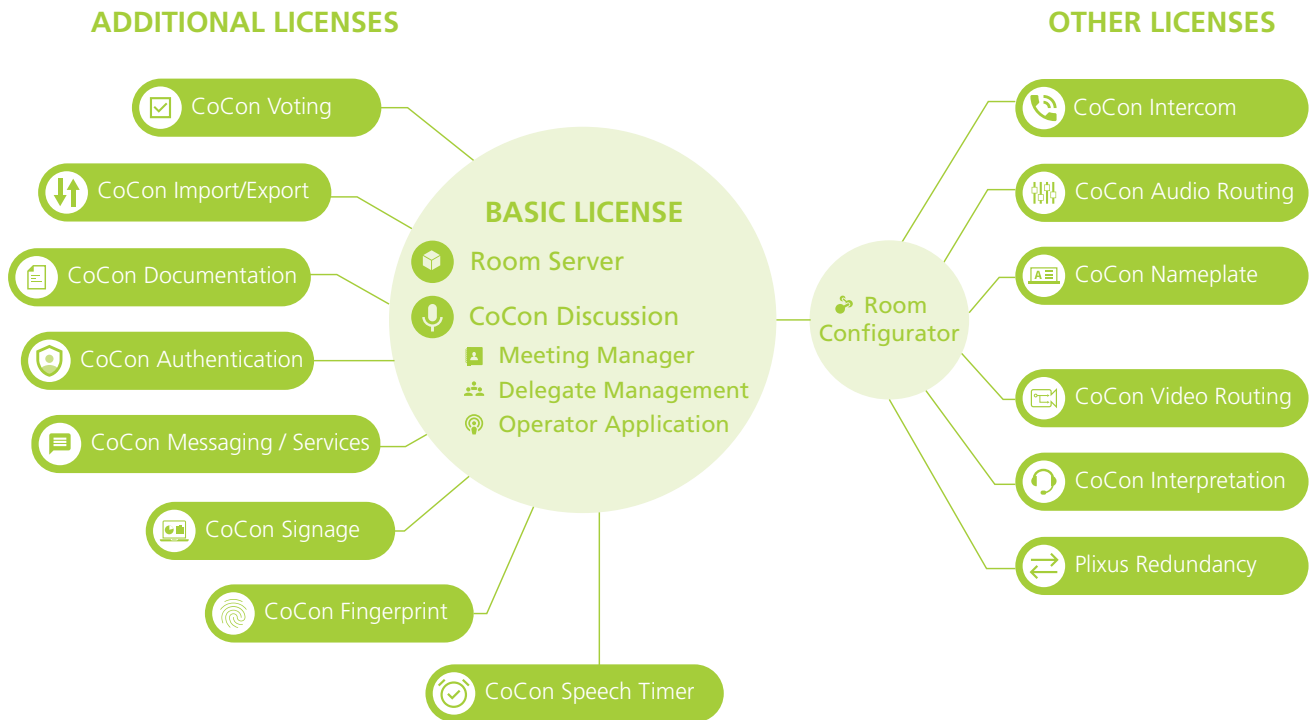 ADDITIONAL LICENSES
OTHER LICENSES
CoCon Voting
CoCon Import/Export
CoCon Documentation
CoCon Authentication
CoCon Messaging / Services
CoCon Signage
CoCon Fingerprint
CoCon Speech Timer
BASIC LICENSE
Room Server
CoCon Discussion
Meeting Manager
Delegate Management
Operator Application
Room
Configurator
CoCon Intercom
CoCon Audio Routing
CoCon Nameplate
CoCon Video Routing
CoCon Interpretation
Plixus Redundancy